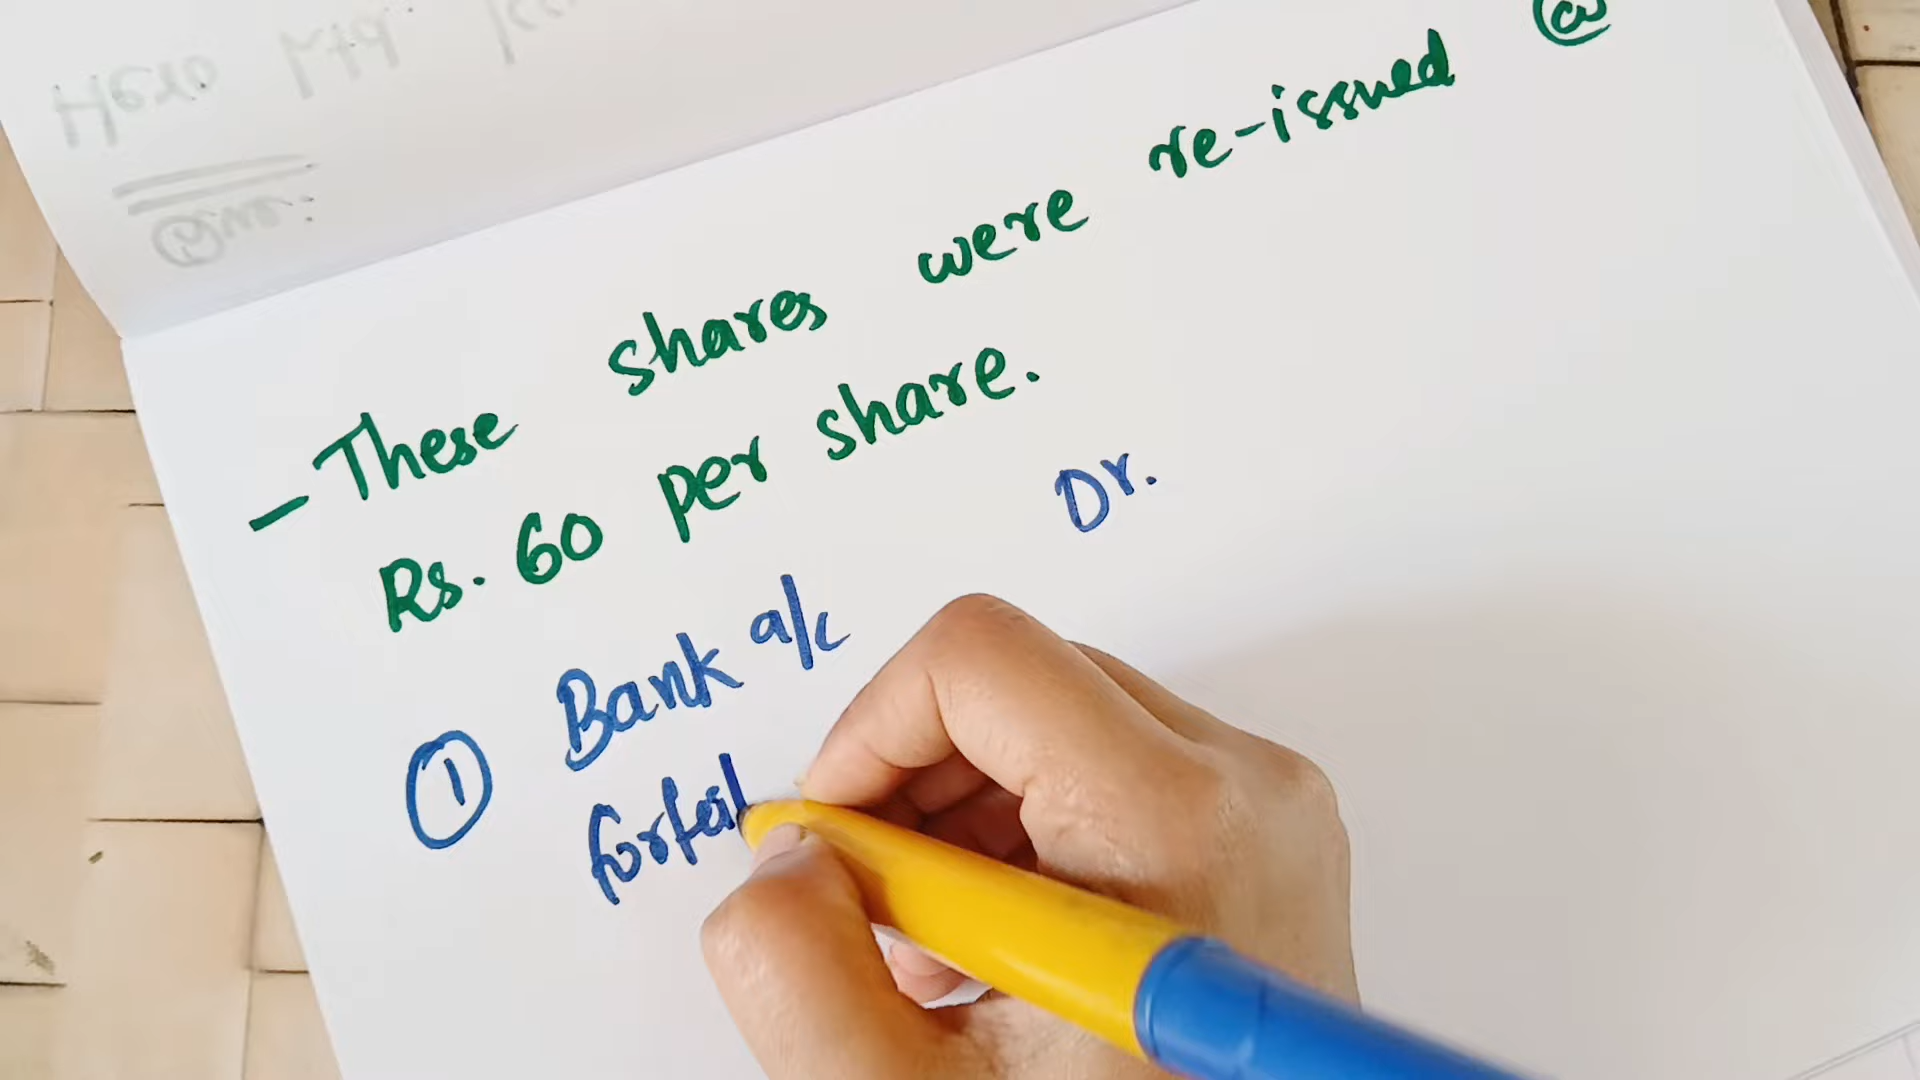 - These shares were re-issued @
Rs. 60 per share.
① Bank a/c Dr.
forfei